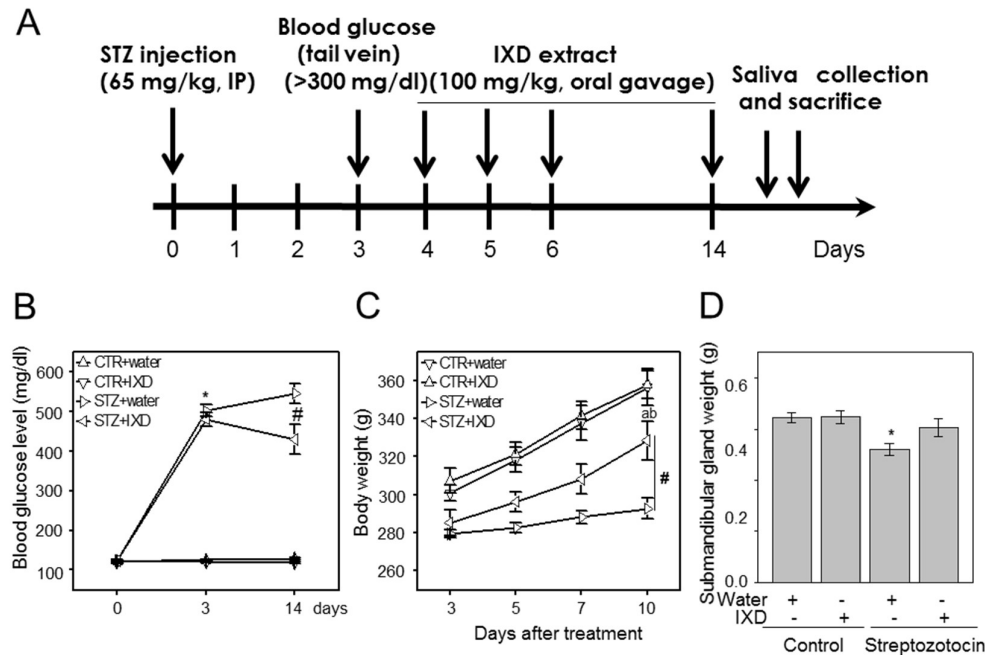 A
STZ injection
(65 mg/kg, IP)
Blood glucose
(tail vein)
(>300 mg/dl)
IXD extract
(100 mg/kg, oral gavage)
Saliva collection
and sacrifice
0 1 2 3 4 5 6 14 Days
B
Blood glucose level (mg/dl)
600
500
400
300
200
100
CTR+water
CTR+IXD
STZ+water
STZ+IXD
*
#
0 3 14 days
C
Body weight (g)
360
340
320
300
280
260
CTR+water
CTR+IXD
STZ+water
STZ+IXD
ab
#
3 5 7 10
Days after treatment
D
Submandibular gland weight (g)
0.6
0.4
0.2
0.0
*
Water + - + -
IXD - + - +
Control Streptozotocin